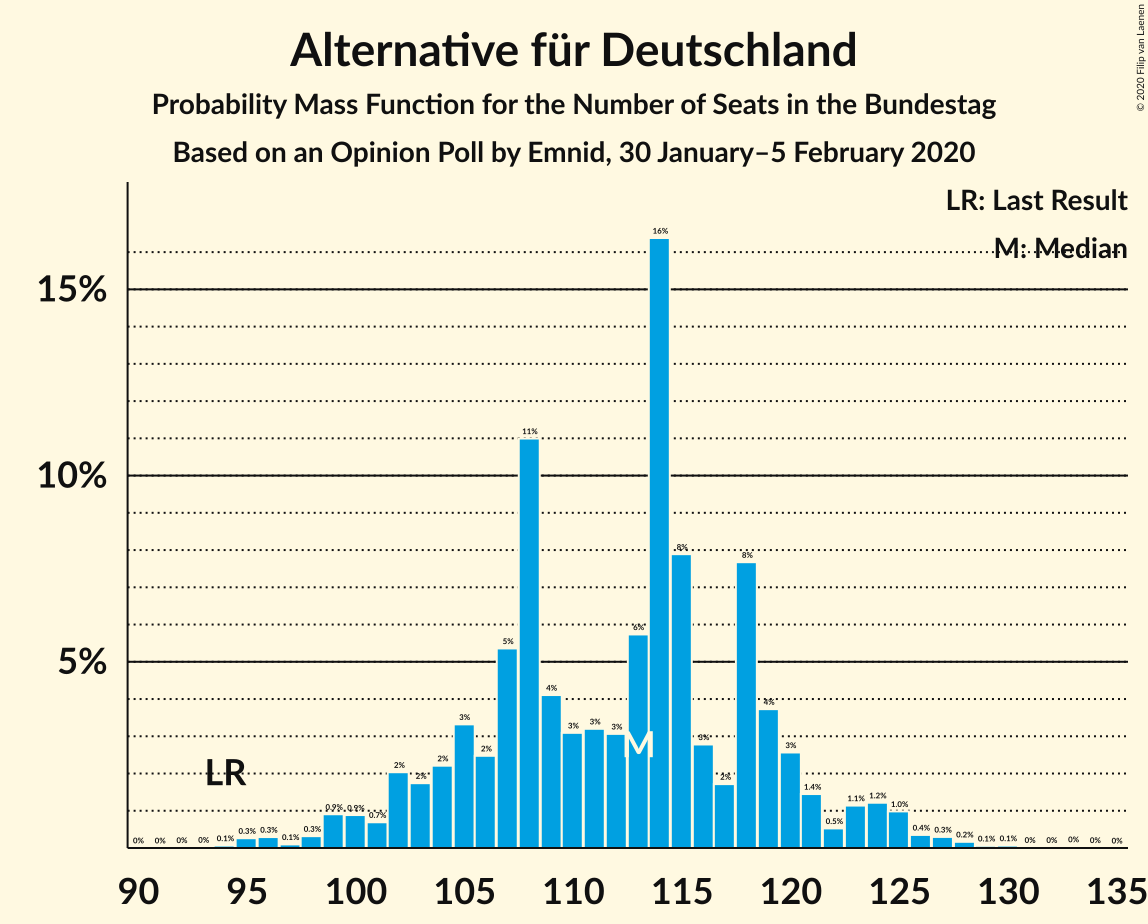 Alternative für Deutschland
Probability Mass Function for the Number of Seats in the Bundestag
Based on an Opinion Poll by Emnid, 30 January–5 February 2020
© 2020 Filip van Laenen
LR: Last Result
M: Median
15%
10%
5%
0% 0% 0% 0% 0.1% 0.3% 0.3% 0.1% 0.3% 0.9% 0.9% 0.7% 2% 2% 2% 3% 2% 5% 11% 4% 3% 3% 3% 6% 16% 8% 3% 2% 8% 4% 3% 1.4% 0.5% 1.1% 1.2% 1.0% 0.4% 0.3% 0.2% 0.1% 0.1% 0% 0% 0% 0% 0%
LR
M
90 95 100 105 110 115 120 125 130 135